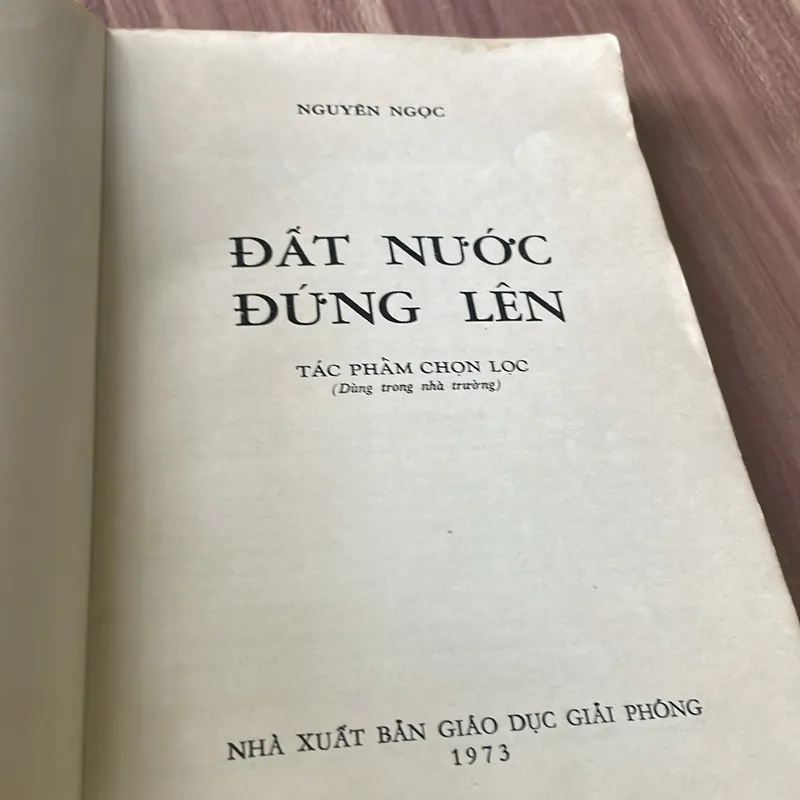 NGUYÊN NGỌC
ĐẤT NƯỚC
ĐỨNG LÊN
TÁC PHẨM CHỌN LỌC
(Dùng trong nhà trường)
NHÀ XUẤT BẢN GIÁO DỤC GIẢI PHÓNG
1973